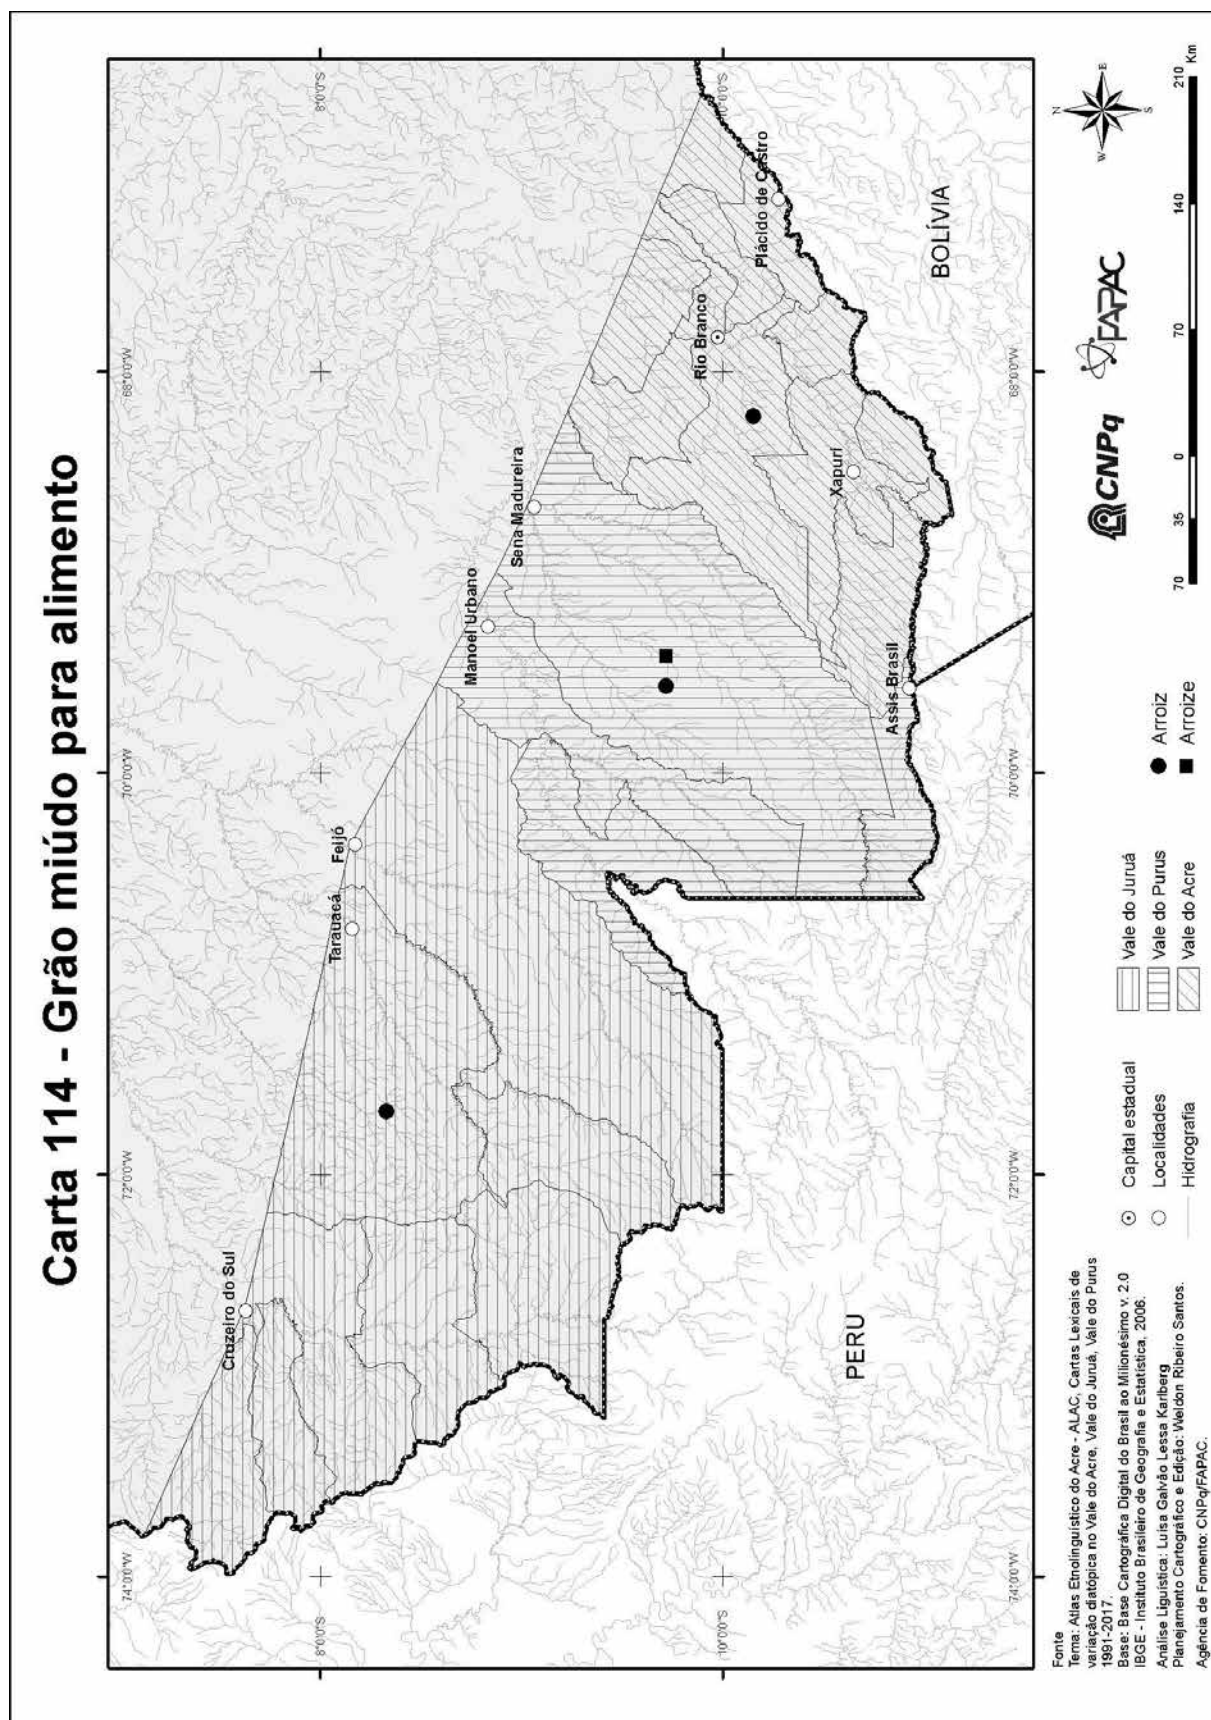 Carta 114 - Grão miúdo para alimento
74°0'0"W
72°0'0"W
70°0'0"W
68°0'0"W
8°0'0"S
8°0'0"S
Cruzeiro do Sul
Tarauacá
Feijó
Manoel Urbano
Sena Madureira
Rio Branco
Plácido de Castro
Xapuri
Assis Brasil
10°0'0"S
10°0'0"S
PERU
BOLÍVIA
74°0'0"W
72°0'0"W
70°0'0"W
68°0'0"W
Fonte
Tema: Atlas Etnolinguístico do Acre - ALAC, Cartas Lexicais de
variação diatópica no Vale do Acre, Vale do Juruá, Vale do Purus
1991-2017.
Base: Base Cartográfica Digital do Brasil ao Milionésimo v. 2.0
IBGE - Instituto Brasileiro de Geografia e Estatística, 2006.
Análise Liguística: Luisa Galvão Lessa Karlberg
Planejamento Cartográfico e Edição: Weldon Ribeiro Santos.
Agência de Fomento: CNPq/FAPAC.
Capital estadual
Localidades
Hidrografia
Vale do Juruá
Vale do Purus
Vale do Acre
Arroiz
Arroize
CNPq
FAPAC
N
E
S
W
70 35 0 70 140 210
Km